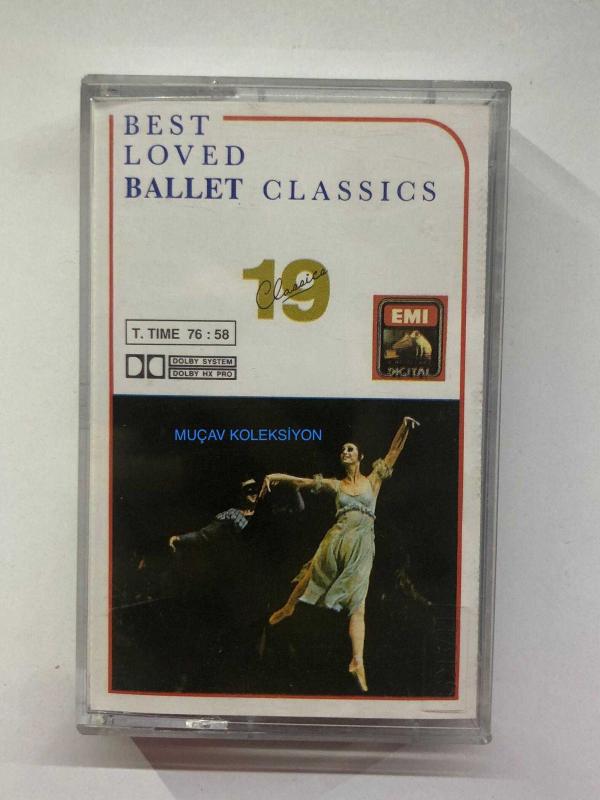 BEST
LOVED
BALLET CLASSICS
19
Classics
T. TIME 76 : 58
DOLBY SYSTEM
DOLBY HX PRO
EMI
DIGITAL
MUÇAV KOLEKSİYON